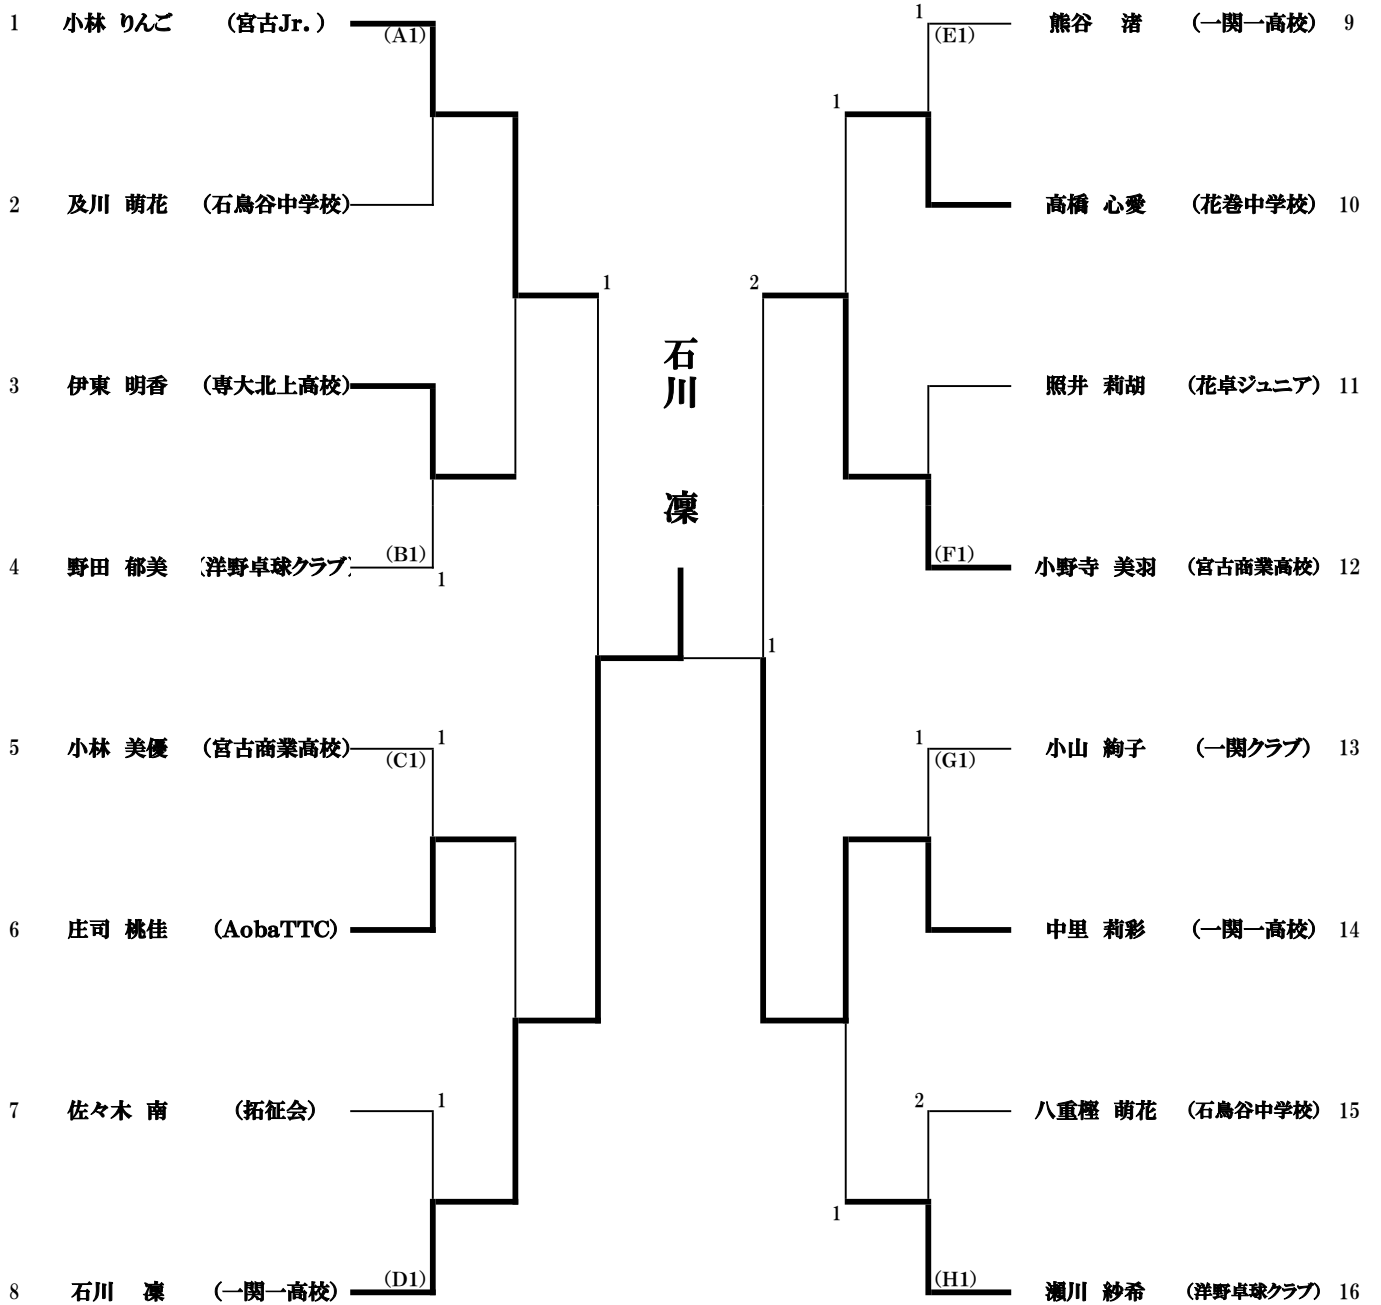 1 小林 りんご （宮古Jr.） (A1) 1 (E1) 熊谷 渚 （一関一高校） 9
1
2 及川 萌花 （石鳥谷中学校） 高橋 心愛 （花巻中学校） 10
1 2
石川 凜
3 伊東 明香 （専大北上高校） 照井 莉胡 （花卓ジュニア） 11
4 野田 郁美 （洋野卓球クラブ） (B1) 1 (F1) 小野寺 美羽 （宮古商業高校） 12
1
5 小林 美優 （宮古商業高校） (C1) 1 1 (G1) 小山 絢子 （一関クラブ） 13
6 庄司 桃佳 （AobaTTC） 中里 莉彩 （一関一高校） 14
7 佐々木 南 （拓征会） 1 2 八重樫 萌花 （石鳥谷中学校） 15
1
8 石川 凜 （一関一高校） (D1) (H1) 瀬川 紗希 （洋野卓球クラブ） 16